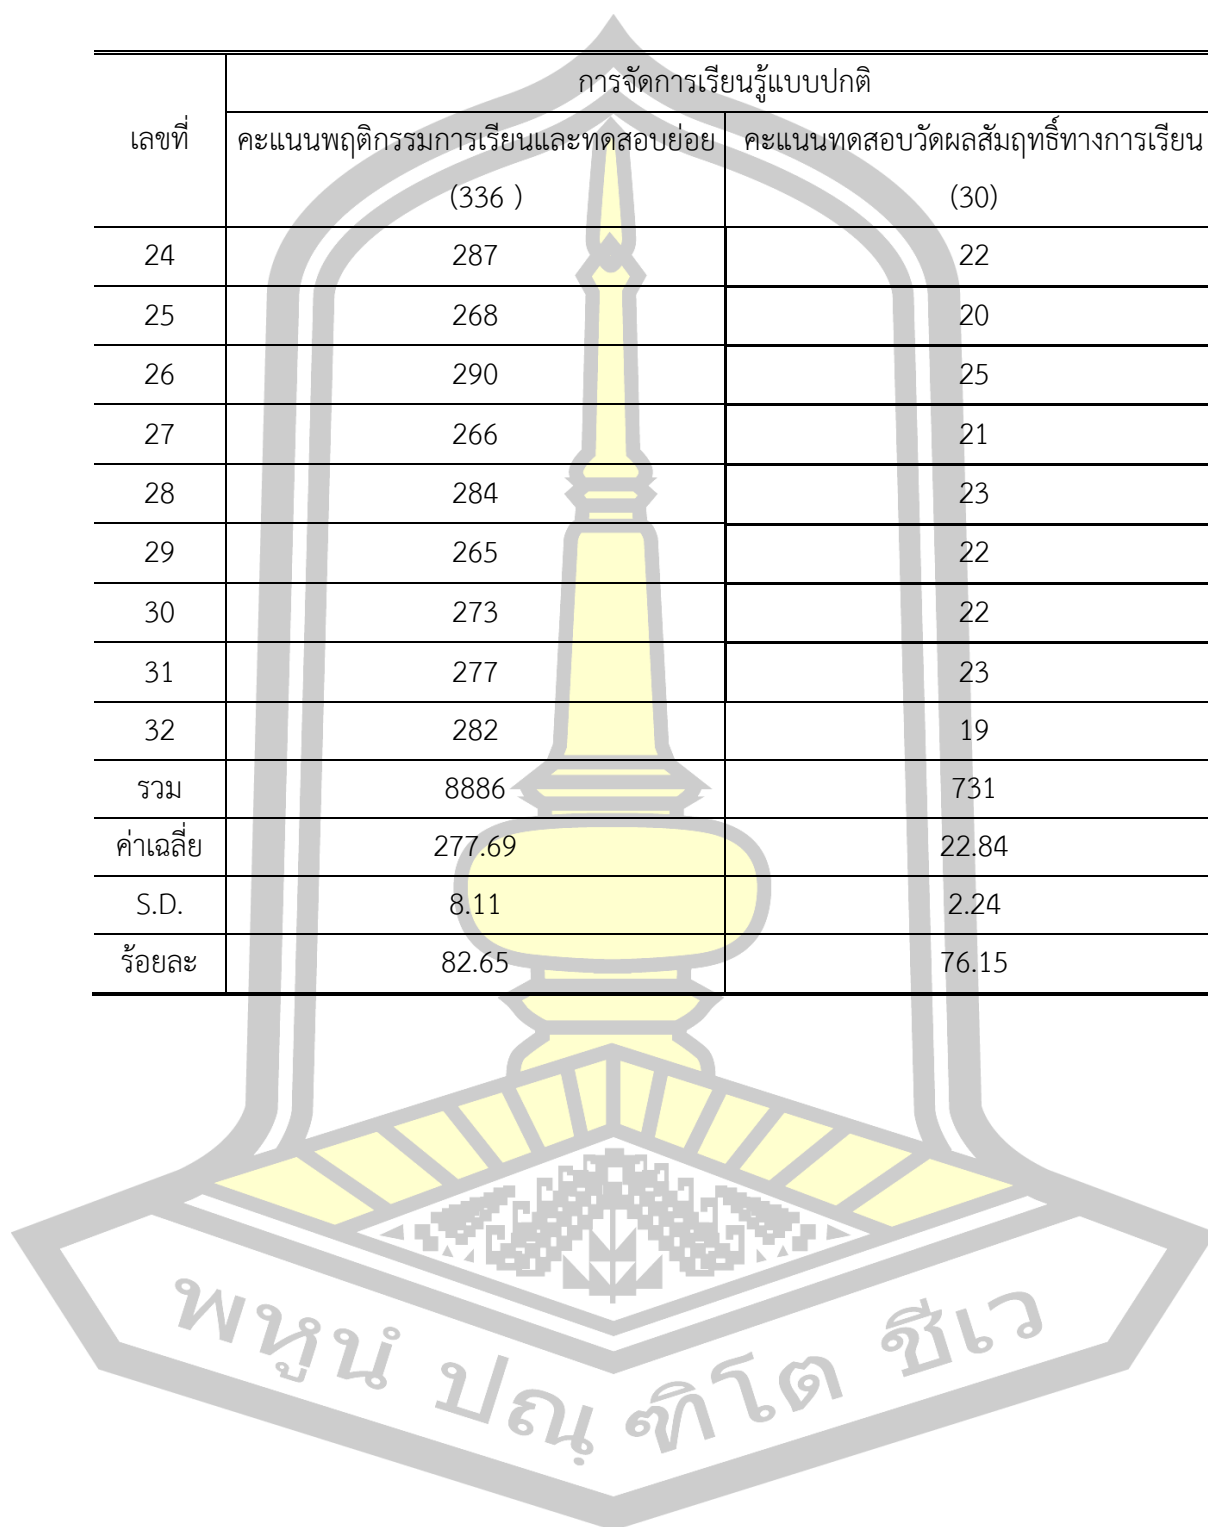 การจัดการเรียนรู้แบบปกติ
เลขที่ คะแนนพฤติกรรมการเรียนและทดสอบย่อย คะแนนทดสอบวัดผลสัมฤทธิ์ทางการเรียน
(336 ) (30)
24 287 22
25 268 20
26 290 25
27 266 21
28 284 23
29 265 22
30 273 22
31 277 23
32 282 19
รวม 8886 731
ค่าเฉลี่ย 277.69 22.84
S.D. 8.11 2.24
ร้อยละ 82.65 76.15
พหูนํ ปณฺฑิโต ชีเว